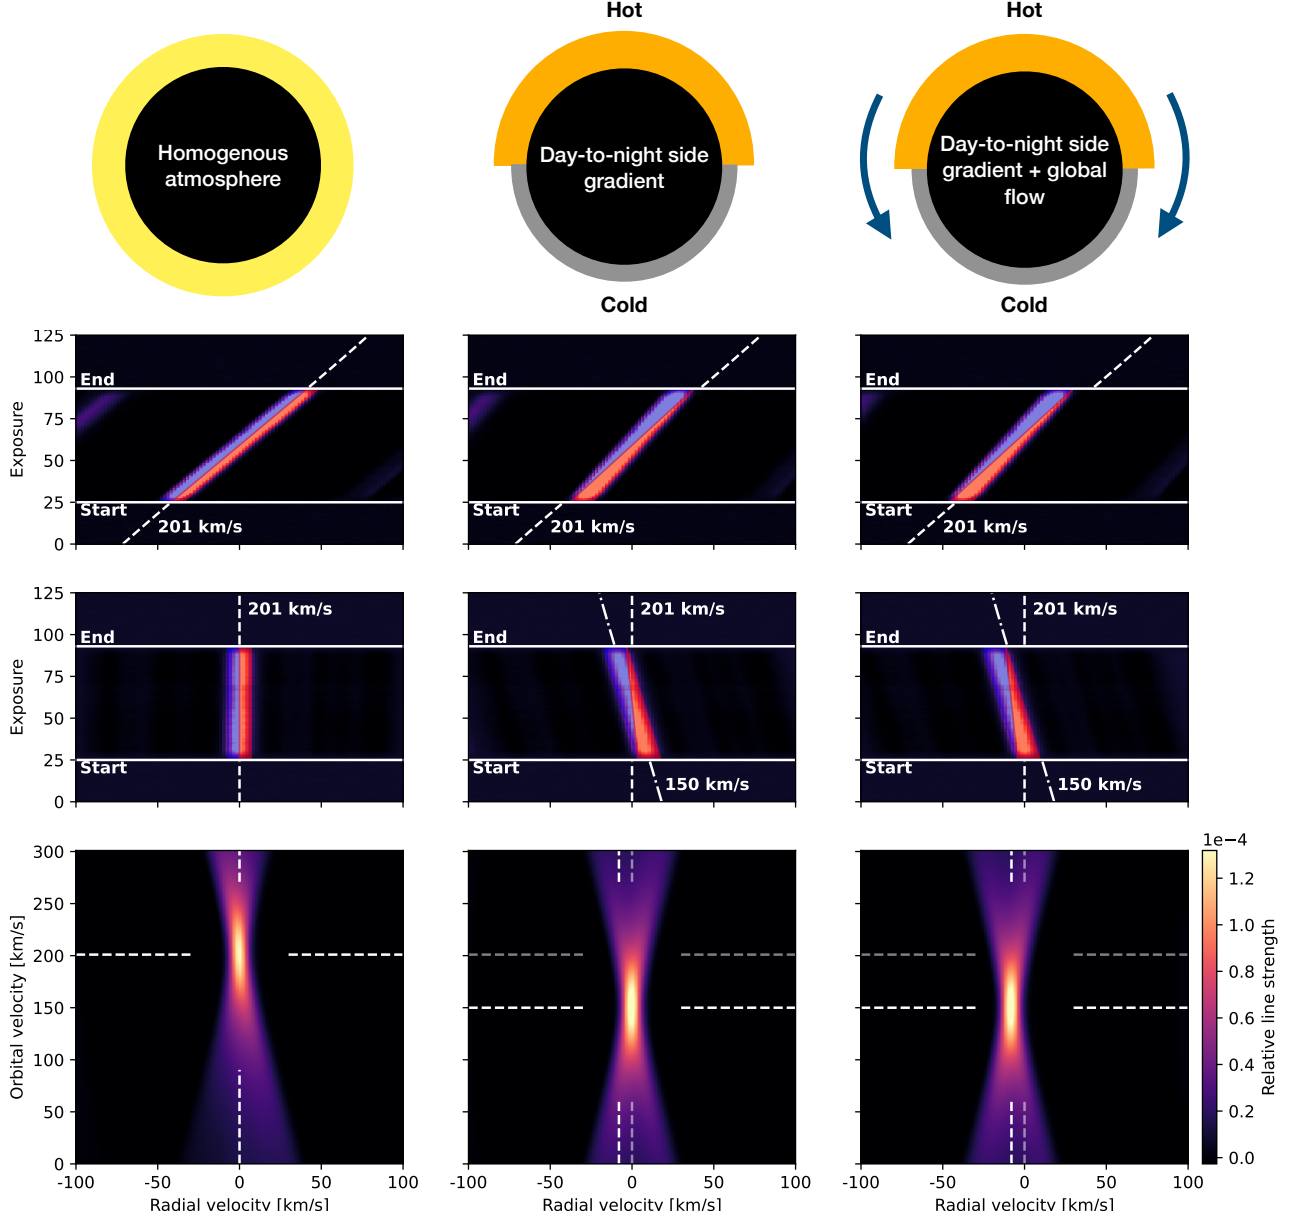 Hot
Hot
Homogenous
atmosphere
Day-to-night side
gradient
Day-to-night side
gradient + global
flow
Cold
Cold
125
100
75
50
25
0
Exposure
End
Start
201 km/s
End
Start
201 km/s
End
Start
201 km/s
125
100
75
50
25
0
Exposure
201 km/s
End
Start
201 km/s
End
Start
150 km/s
201 km/s
End
Start
150 km/s
300
250
200
150
100
50
0
Orbital velocity [km/s]
-100
-50
0
50
100
Radial velocity [km/s]
-100
-50
0
50
100
Radial velocity [km/s]
-100
-50
0
50
100
Radial velocity [km/s]
1e−4
1.2
1.0
0.8
0.6
0.4
0.2
0.0
Relative line strength